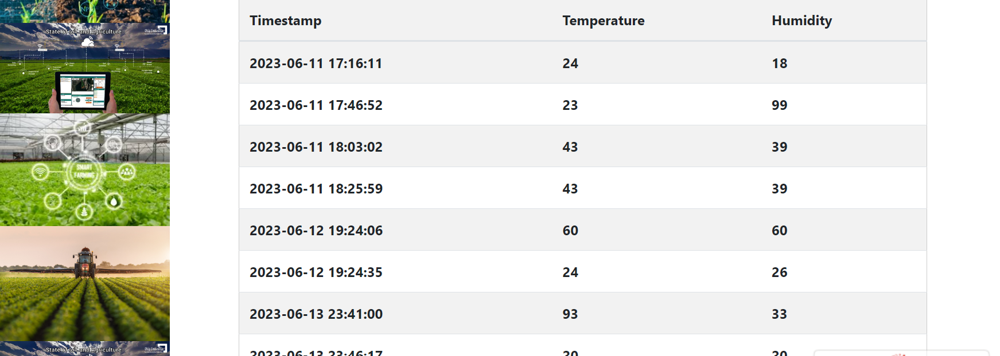 NP
State of IoT and Agriculture
SMART
FARMING
State of IoT and Agriculture
Timestamp Temperature Humidity
2023-06-11 17:16:11 24 18
2023-06-11 17:46:52 23 99
2023-06-11 18:03:02 43 39
2023-06-11 18:25:59 43 39
2023-06-12 19:24:06 60 60
2023-06-12 19:24:35 24 26
2023-06-13 23:41:00 93 33
2023-06-13 23:46:17 20 20